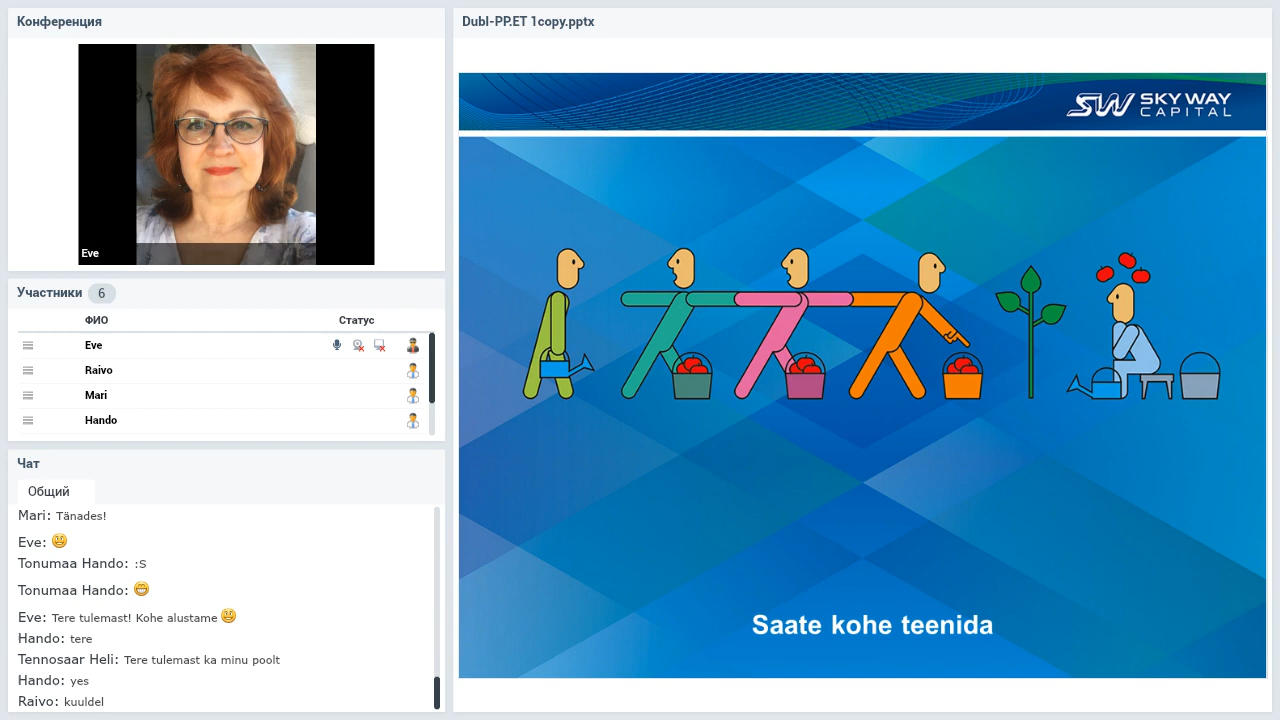 Конференция
Eve
Участники 6
ФИО Статус
Eve
Raivo
Mari
Hando
Чат
Общий
Mari: Tänades!
Eve:
Tonumaa Hando: :S
Tonumaa Hando:
Eve: Tere tulemast! Kohe alustame
Hando: tere
Tennosaar Heli: Tere tulemast ka minu poolt
Hando: yes
Raivo: kuuldel
Dubl-PP.ET 1copy.pptx
SW SKY WAY
CAPITAL
Saate kohe teenida